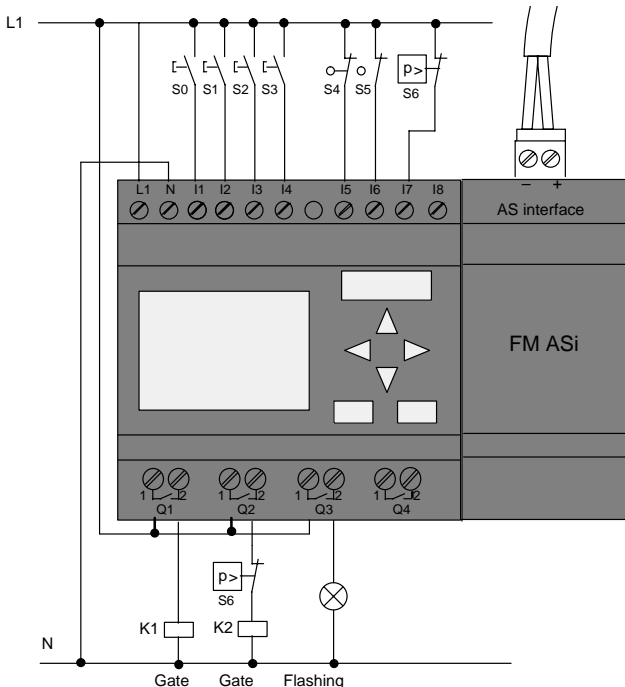 L1
p>
S0 S1 S2 S3 S4 S5 S6
L1 N I1 I2 I3 I4 I5 I6 I7 I8
– +
AS interface
FM ASi
1 2 1 2 1 2 1 2
Q1 Q2 Q3 Q4
p>
S6
K1 K2
N
Gate Gate Flashing